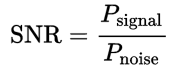 SNR = P_signal / P_noise